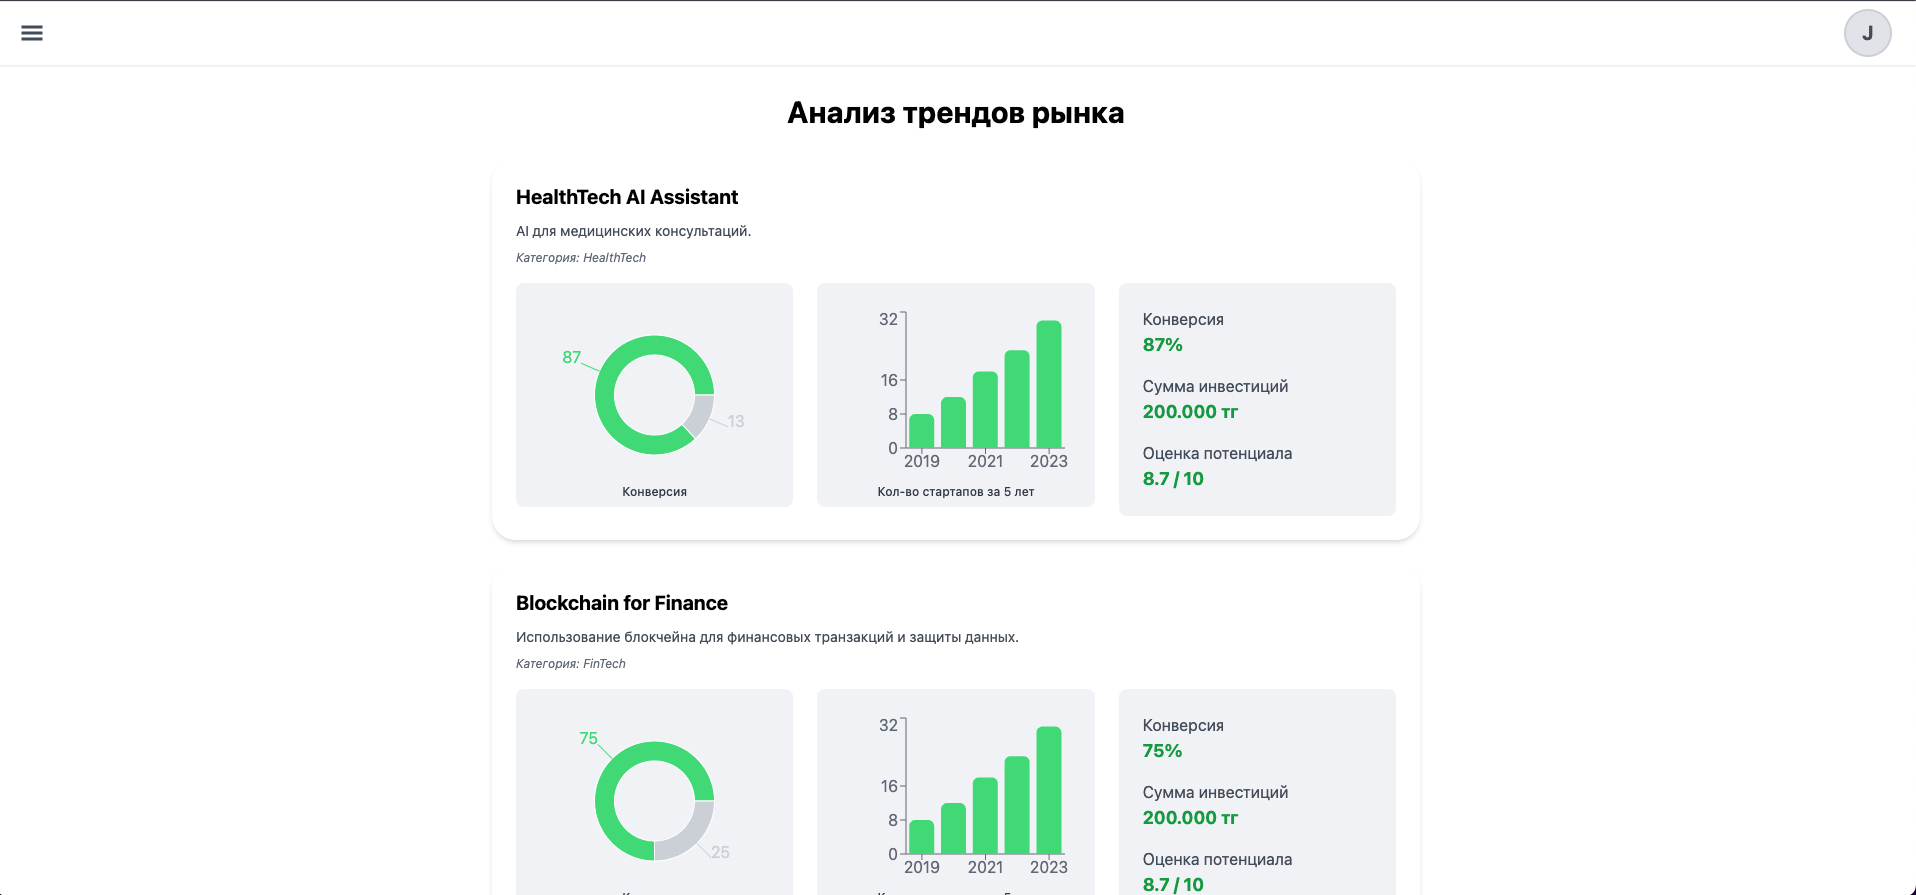 J
Анализ трендов рынка
HealthTech AI Assistant
AI для медицинских консультаций.
Категория: HealthTech
87
13
Конверсия
32
16
8
0
2019 2021 2023
Кол-во стартапов за 5 лет
Конверсия
87%
Сумма инвестиций
200.000 тг
Оценка потенциала
8.7 / 10
Blockchain for Finance
Использование блокчейна для финансовых транзакций и защиты данных.
Категория: FinTech
75
25
32
16
8
0
2019 2021 2023
Конверсия
75%
Сумма инвестиций
200.000 тг
Оценка потенциала
8.7 / 10